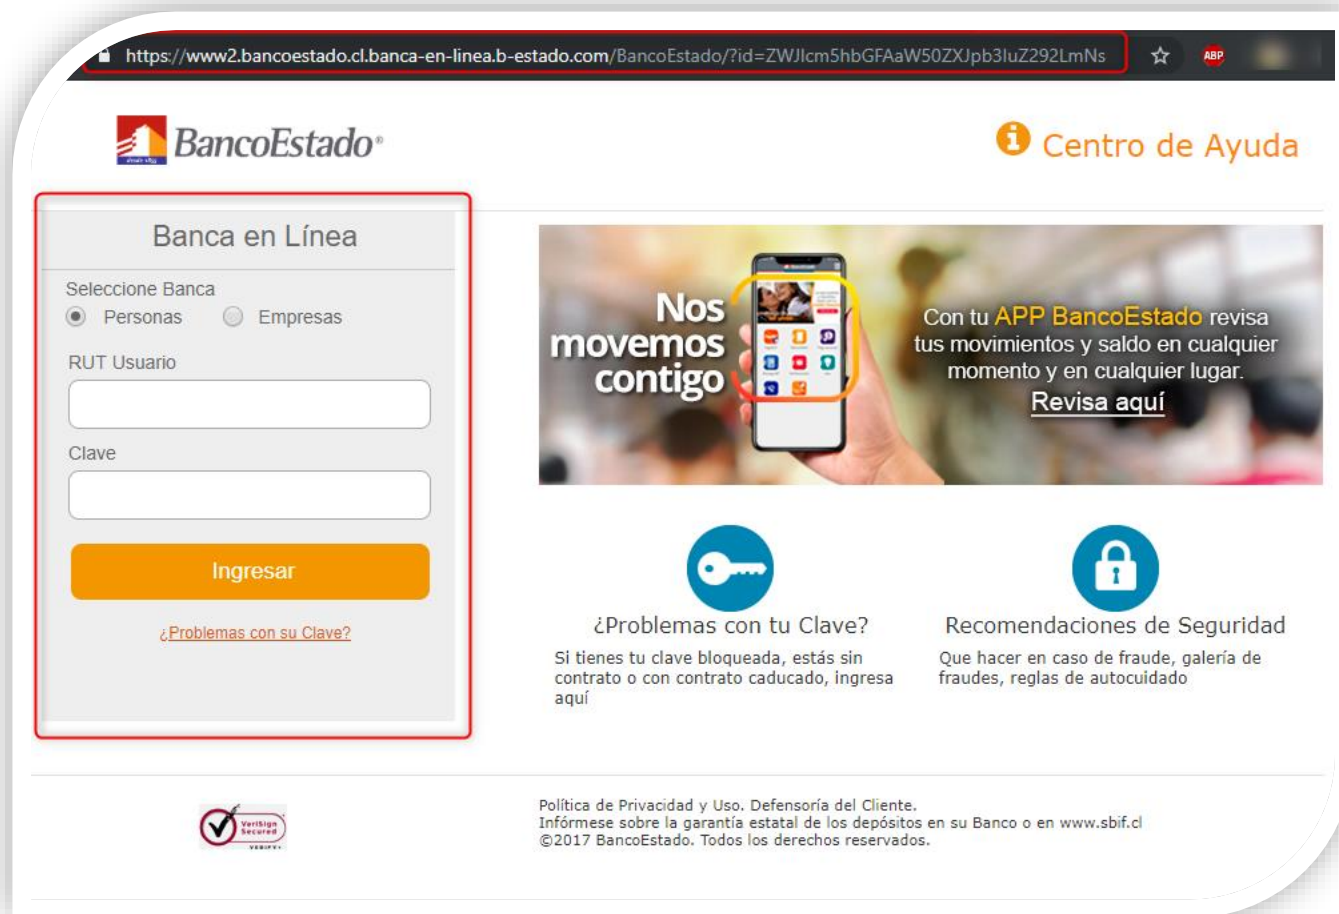 https://www2.bancoestado.cl.banca-en-linea.b-estado.com/BancoEstado/?id=ZWJlcm5hbGFAaW50ZXJpb3IuZ292LmNs
ABP
BancoEstado®
Centro de Ayuda
Banca en Línea
Seleccione Banca
Personas
Empresas
RUT Usuario
Clave
Ingresar
¿Problemas con su Clave?
Nos
movemos
contigo
Con tu APP BancoEstado revisa
tus movimientos y saldo en cualquier
momento y en cualquier lugar.
Revisa aquí
¿Problemas con tu Clave?
Si tienes tu clave bloqueada, estás sin
contrato o con contrato caducado, ingresa
aquí
Recomendaciones de Seguridad
Que hacer en caso de fraude, galería de
fraudes, reglas de autocuidado
VeriSign
Secured
VERIFY
Política de Privacidad y Uso. Defensoría del Cliente.
Infórmese sobre la garantía estatal de los depósitos en su Banco o en www.sbif.cl
©2017 BancoEstado. Todos los derechos reservados.